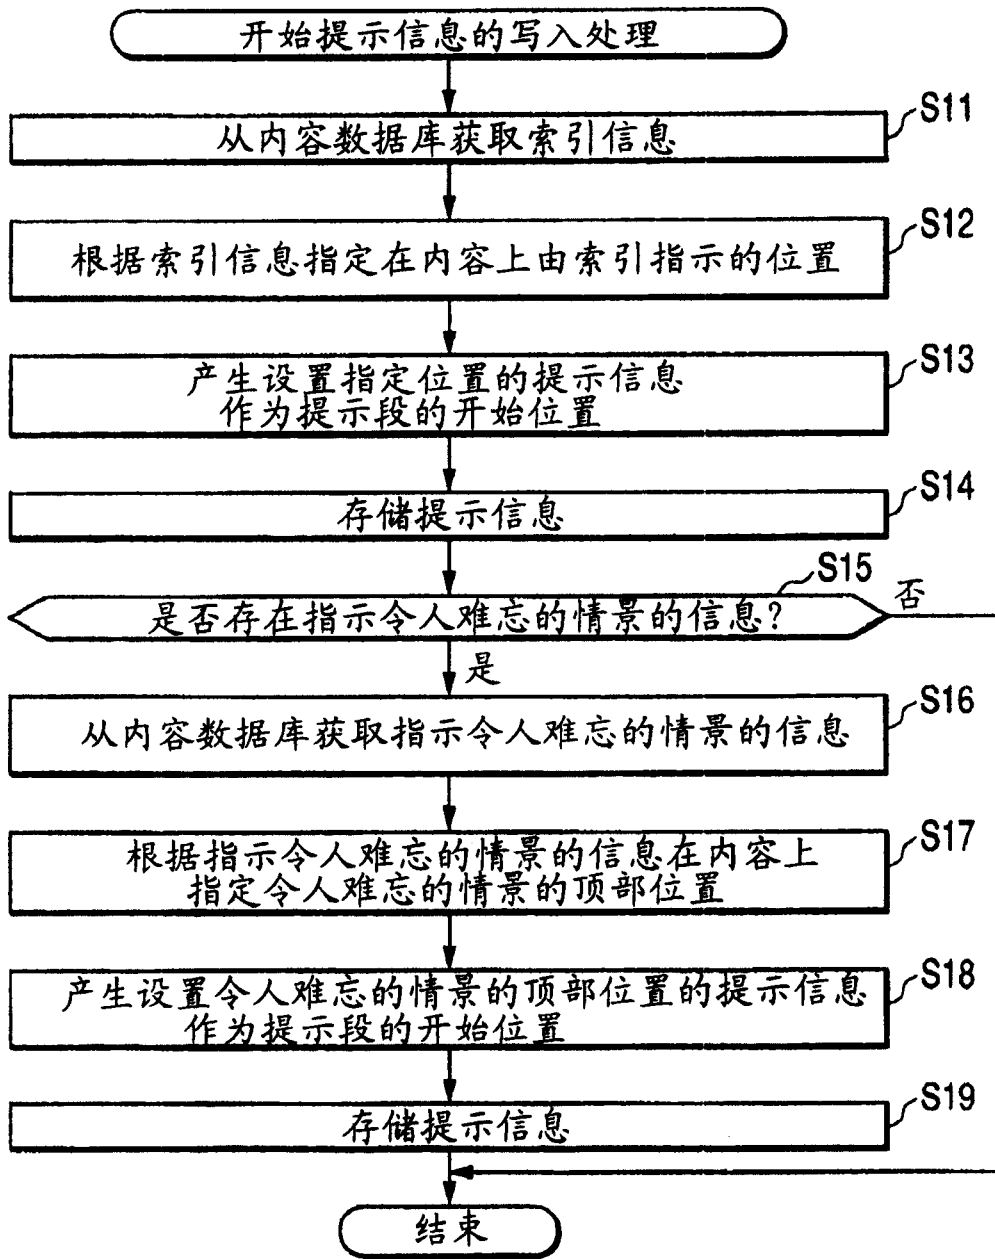 开始提示信息的写入处理
S11
从内容数据库获取索引信息
S12
根据索引信息指定在内容上由索引指示的位置
S13
产生设置指定位置的提示信息
作为提示段的开始位置
S14
存储提示信息
S15
是否存在指示令人难忘的情景的信息?
否
是
S16
从内容数据库获取指示令人难忘的情景的信息
S17
根据指示令人难忘的情景的信息在内容上
指定令人难忘的情景的顶部位置
S18
产生设置令人难忘的情景的顶部位置的提示信息
作为提示段的开始位置
S19
存储提示信息
结束